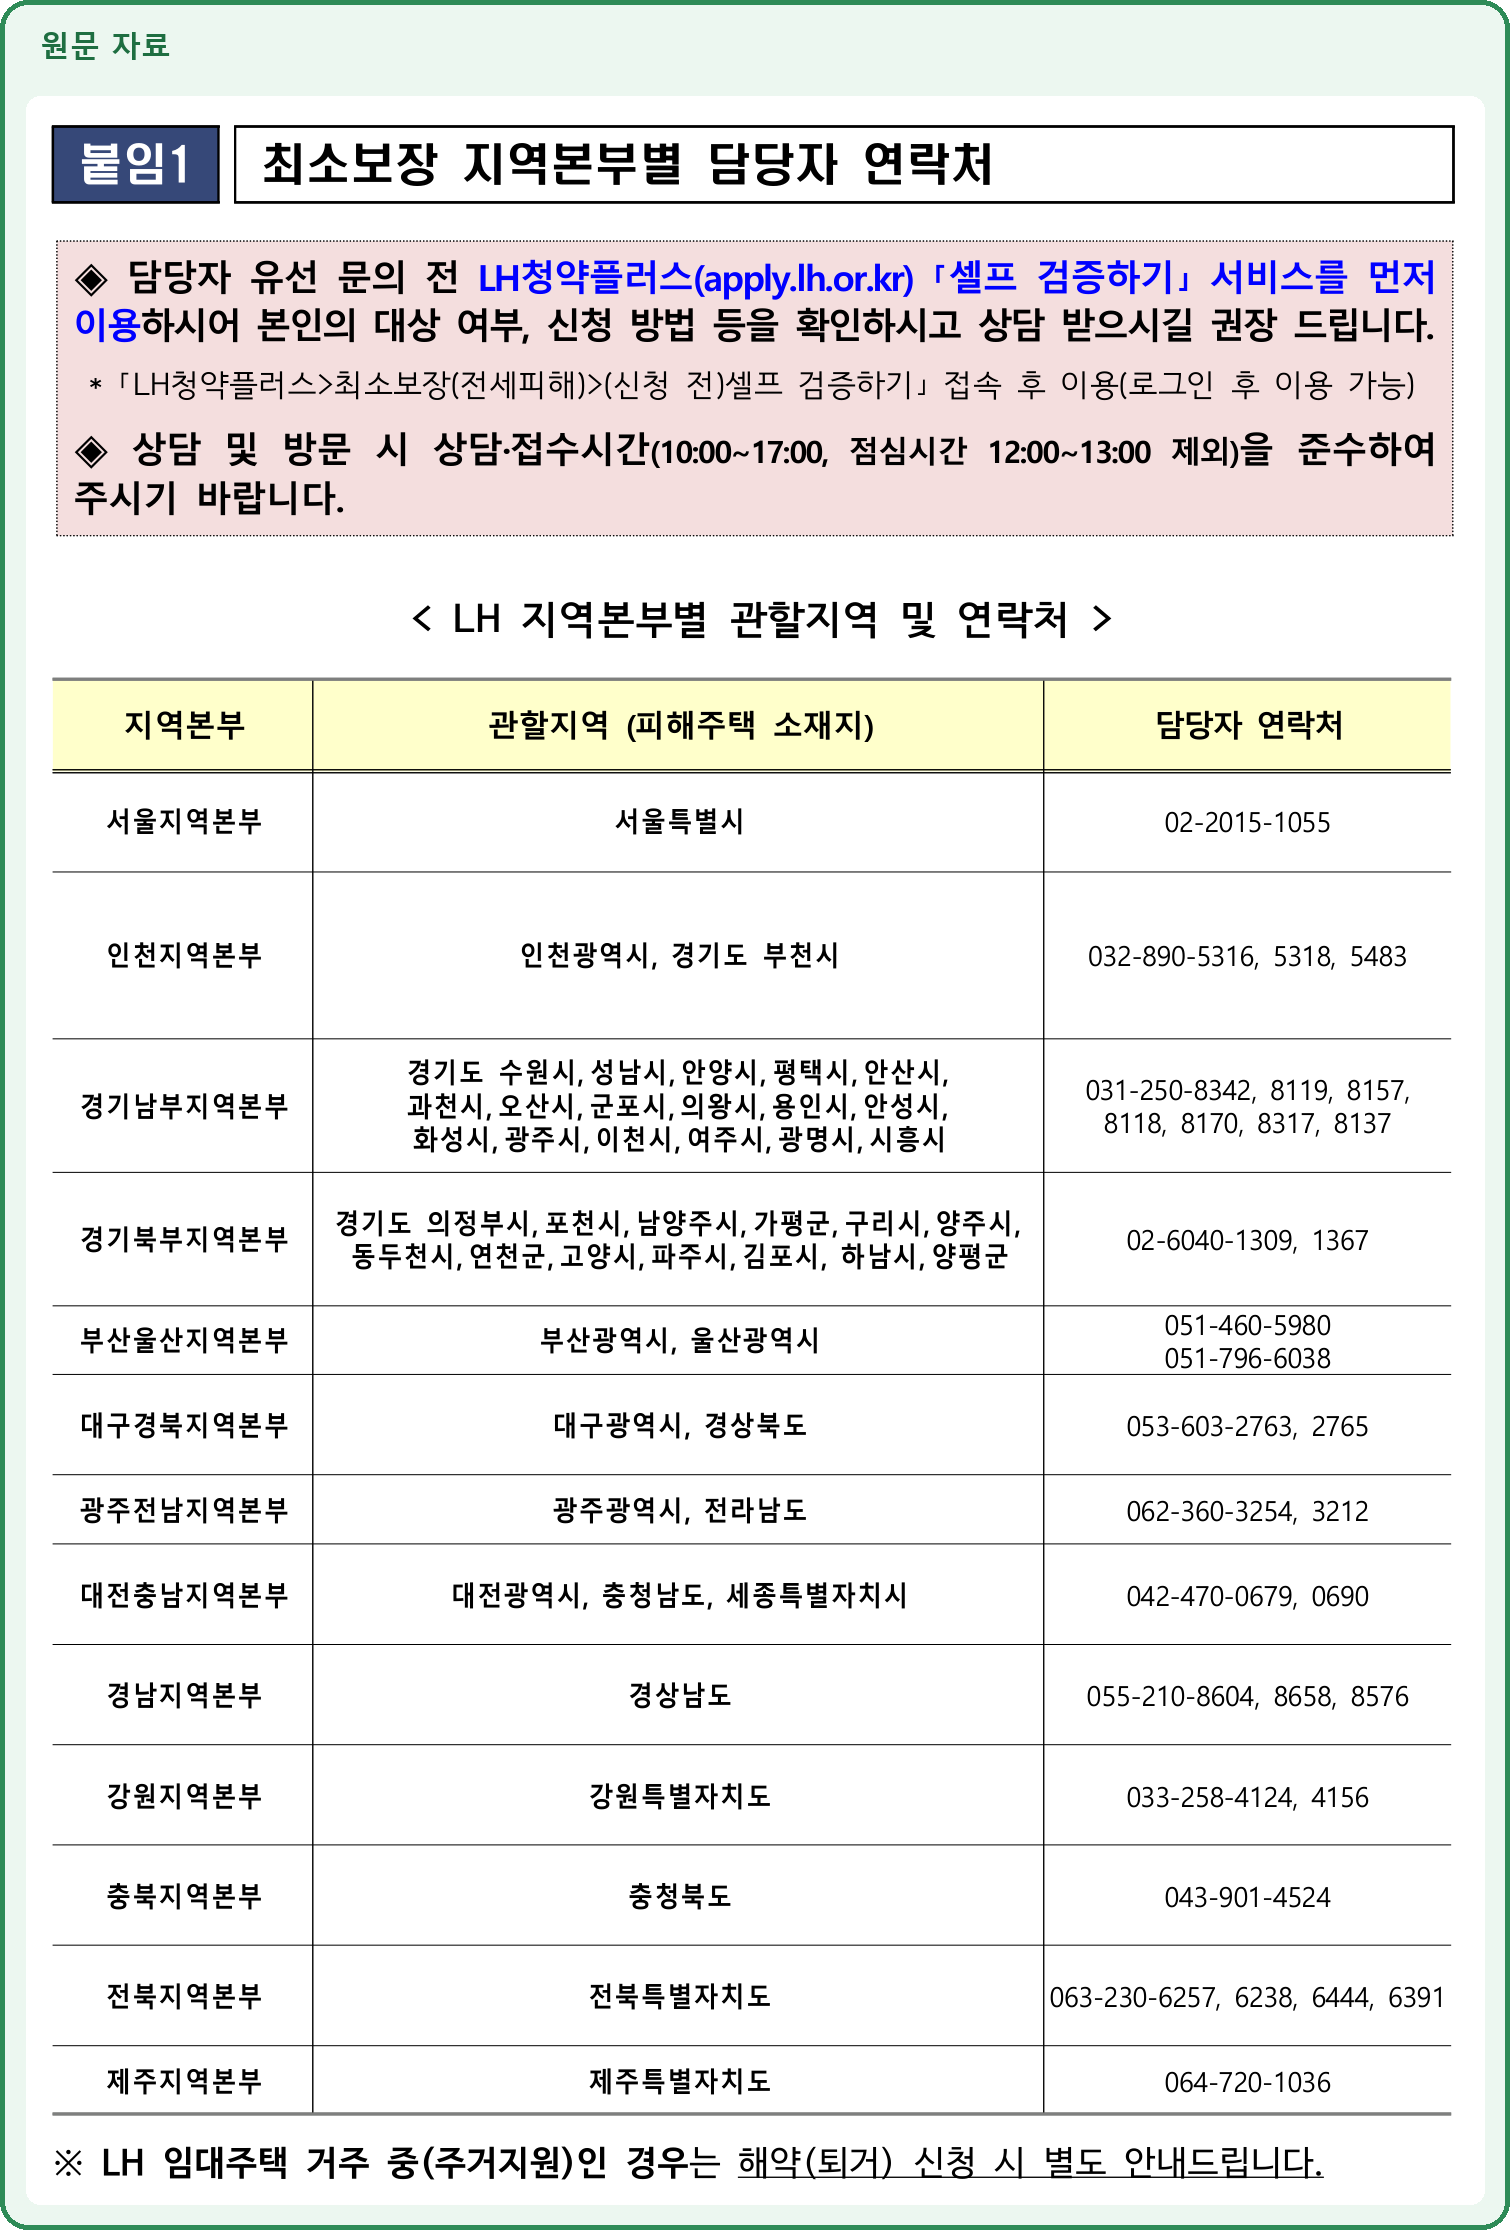 원문 자료
붙임1
최소보장 지역본부별 담당자 연락처
◈ 담당자 유선 문의 전 LH청약플러스(apply.lh.or.kr)「셀프 검증하기」서비스를 먼저
이용하시어 본인의 대상 여부, 신청 방법 등을 확인하시고 상담 받으시길 권장 드립니다.
*「LH청약플러스>최소보장(전세피해)>(신청 전)셀프 검증하기」접속 후 이용(로그인 후 이용 가능)
◈ 상담 및 방문 시 상담·접수시간(10:00~17:00, 점심시간 12:00~13:00 제외)을 준수하여
주시기 바랍니다.
< LH 지역본부별 관할지역 및 연락처 >
지역본부 관할지역 (피해주택 소재지) 담당자 연락처
서울지역본부 서울특별시 02-2015-1055
인천지역본부 인천광역시, 경기도 부천시 032-890-5316, 5318, 5483
경기남부지역본부
경기도 수원시, 성남시, 안양시, 평택시, 안산시,
과천시, 오산시, 군포시, 의왕시, 용인시, 안성시,
화성시, 광주시, 이천시, 여주시, 광명시, 시흥시
031-250-8342, 8119, 8157,
8118, 8170, 8317, 8137
경기북부지역본부
경기도 의정부시, 포천시, 남양주시, 가평군, 구리시, 양주시,
동두천시, 연천군, 고양시, 파주시, 김포시, 하남시, 양평군
02-6040-1309, 1367
부산울산지역본부 부산광역시, 울산광역시
051-460-5980
051-796-6038
대구경북지역본부 대구광역시, 경상북도 053-603-2763, 2765
광주전남지역본부 광주광역시, 전라남도 062-360-3254, 3212
대전충남지역본부 대전광역시, 충청남도, 세종특별자치시 042-470-0679, 0690
경남지역본부 경상남도 055-210-8604, 8658, 8576
강원지역본부 강원특별자치도 033-258-4124, 4156
충북지역본부 충청북도 043-901-4524
전북지역본부 전북특별자치도 063-230-6257, 6238, 6444, 6391
제주지역본부 제주특별자치도 064-720-1036
※ LH 임대주택 거주 중(주거지원)인 경우는 해약(퇴거) 신청 시 별도 안내드립니다.